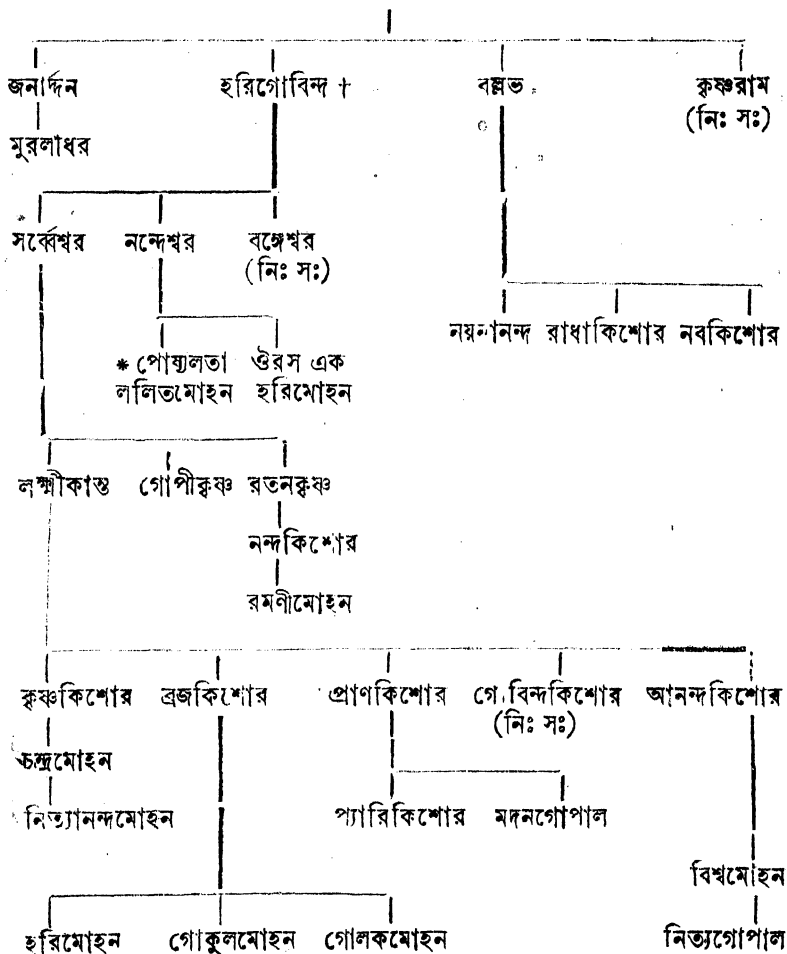 জনার্দ্দন হরিগোবিন্দ † বল্লভ কৃষ্ণরাম
(নিঃ সঃ)
মুরলাধর
সর্ব্বেশ্বর নন্দেশ্বর বঙ্গেশ্বর
(নিঃ সঃ)
নয়নানন্দ রাধাকিশোর নবকিশোর
* পোষ্যলতা ঔরস এক
ললিতমোহন হরিমোহন
লক্ষ্মীকান্ত গোপীকৃষ্ণ রতনকৃষ্ণ
নন্দকিশোর
রমণীমোহন
কৃষ্ণকিশোর ব্রজকিশোর প্রাণকিশোর গোবিন্দকিশোর আনন্দকিশোর
(নিঃ সঃ)
চন্দ্রমোহন
নিত্যানন্দমোহন প্যারিকিশোর মদনগোপাল
বিশ্বমোহন
হরিমোহন গোকুলমোহন গোলকমোহন নিত্যগোপাল